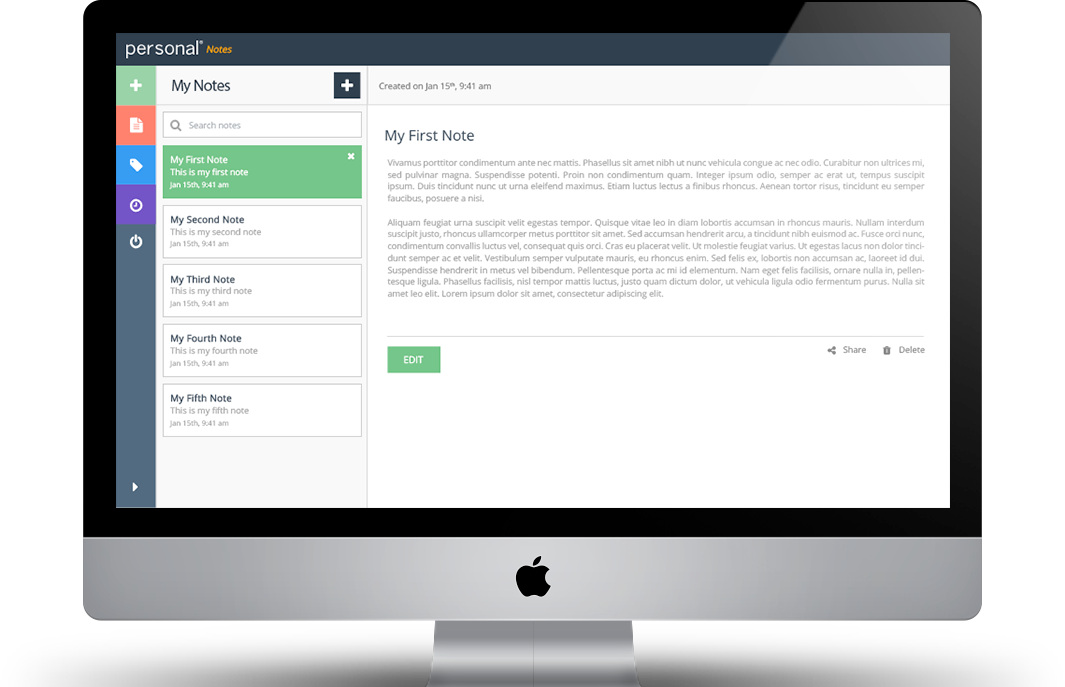 personal® Notes
My Notes
Created on Jan 15th, 9:41 am
Search notes
My First Note
This is my first note
Jan 15th, 9:41 am
My Second Note
This is my second note
Jan 15th, 9:41 am
My Third Note
This is my third note
Jan 15th, 9:41 am
My Fourth Note
This is my fourth note
Jan 15th, 9:41 am
My Fifth Note
This is my fifth note
Jan 15th, 9:41 am
My First Note
Vivamus porttitor condimentum ante nec mattis. Phasellus sit amet nibh ut nunc vehicula congue ac nec odio. Curabitur non ultrices mi,
sed pulvinar magna. Suspendisse potenti. Proin non condimentum quam. Integer ipsum odio, semper ac erat ut, tempus suscipit
ipsum. Duis tincidunt nunc ut urna eleifend maximus. Etiam luctus lectus a finibus rhoncus. Aenean tortor risus, tincidunt eu semper
faucibus, posuere a nisi.
Aliquam feugiat urna suscipit velit egestas tempor. Quisque vitae leo in diam lobortis accumsan in rhoncus mauris. Nullam interdum
suscipit justo, rhoncus ullamcorper metus porttitor sit amet. Sed accumsan hendrerit arcu, a tincidunt nibh euismod ac. Fusce orci nunc,
condimentum convallis luctus vel, consequat quis orci. Cras eu placerat velit. Ut molestie feugiat varius. Ut egestas lacus non dolor tinci-
dunt semper ac et velit. Vestibulum semper vulputate mauris, eu rhoncus enim. Sed felis ex, lobortis non accumsan ac, laoreet id dui.
Suspendisse hendrerit in metus vel bibendum. Pellentesque porta ac mi id elementum. Nam eget felis facilisis, ornare nulla in, pellen-
tesque ligula. Phasellus facilisis, nisl tempor mattis luctus, justo quam dictum dolor, ut vehicula ligula odio fermentum purus. Nulla sit
amet leo elit. Lorem ipsum dolor sit amet, consectetur adipiscing elit.
EDIT
Share
Delete